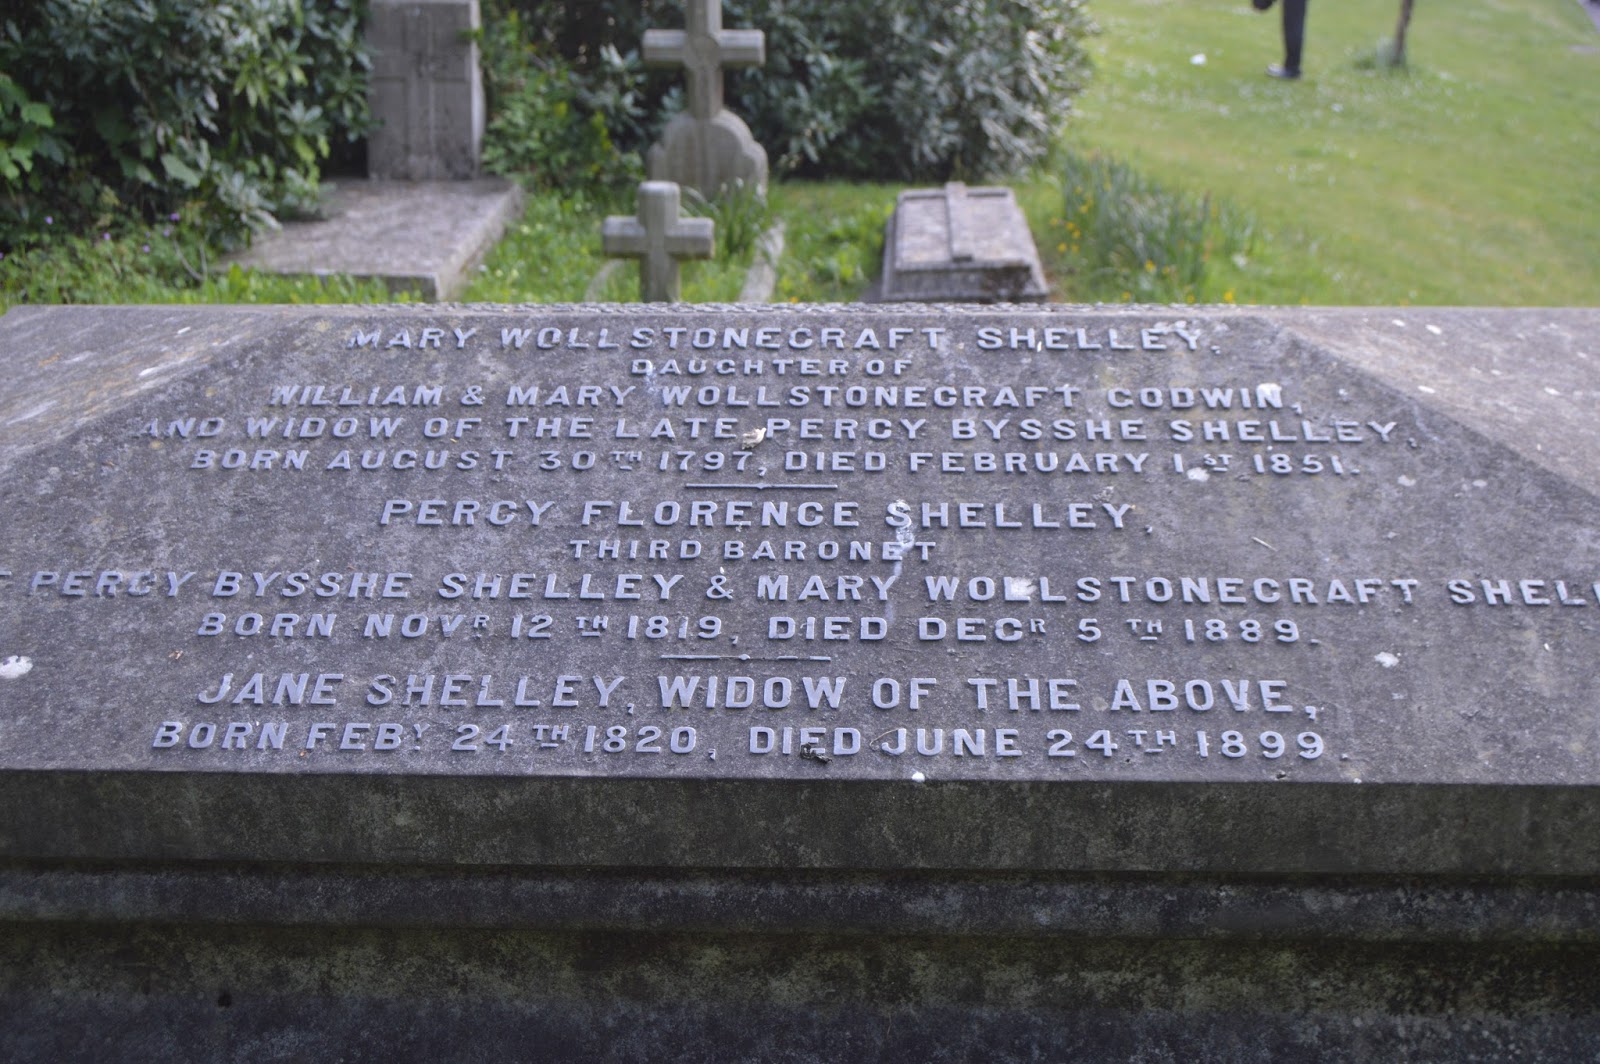 MARY WOLLSTONECRAFT SHELLEY,
DAUGHTER OF
WILLIAM & MARY WOLLSTONECRAFT GODWIN,
AND WIDOW OF THE LATE PERCY BYSSHE SHELLEY,
BORN AUGUST 30TH 1797, DIED FEBRUARY 1ST 1851.
PERCY FLORENCE SHELLEY,
THIRD BARONET
PERCY BYSSHE SHELLEY & MARY WOLLSTONECRAFT SHELL
BORN NOVR 12TH 1819, DIED DECR 5TH 1889.
JANE SHELLEY, WIDOW OF THE ABOVE,
BORN FEBY 24TH 1820, DIED JUNE 24TH 1899.